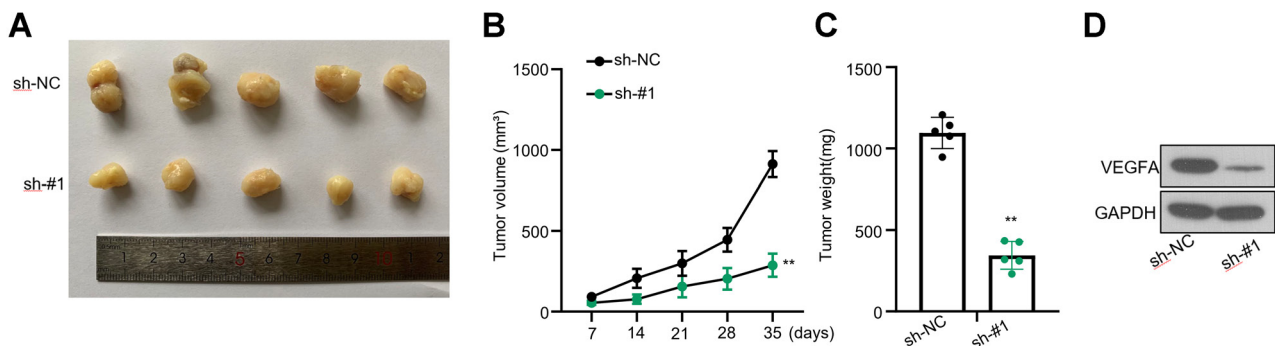 A
sh-NC
sh-#1
1 2 3 4 5 6 7 8 9 10 1 2
B
sh-NC
sh-#1
Tumor volume (mm³)
1500
1000
500
0
7 14 21 28 35 (days)
**
C
Tumor weight(mg)
1500
1000
500
0
**
sh-NC
sh-#1
D
VEGFA
GAPDH
sh-NC
sh-#1